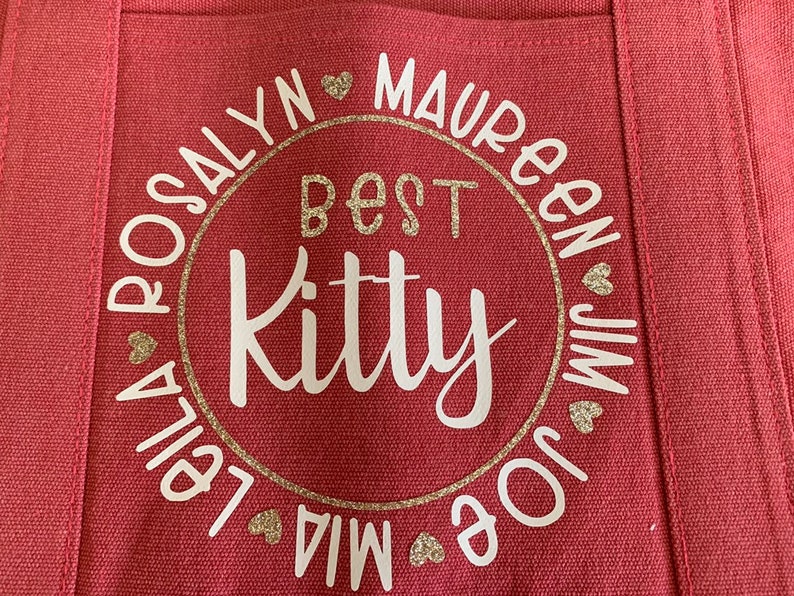 BeST
Kitty
ROSALYN
MAUReeN
JIM
JOe
MIA
LeILA